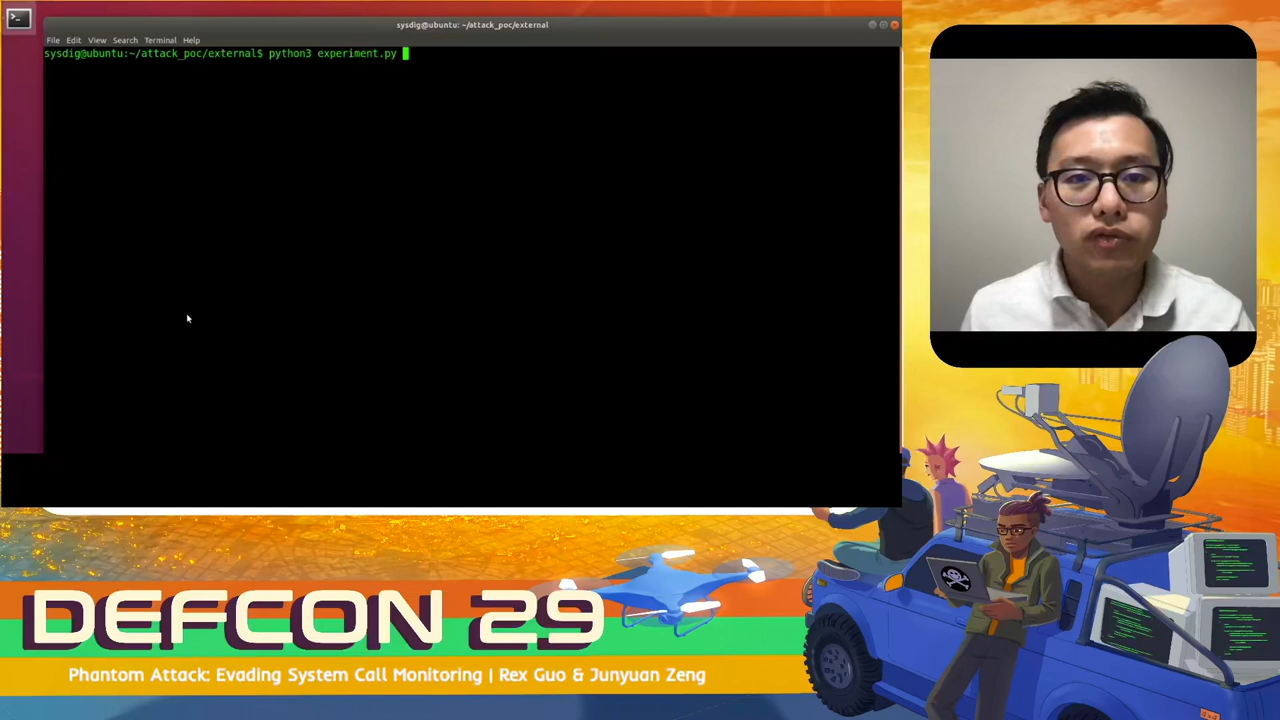 sysdig@ubuntu: ~/attack_poc/external
File Edit View Search Terminal Help
sysdig@ubuntu:~/attack_poc/external$ python3 experiment.py
DEFCON 29
Phantom Attack: Evading System Call Monitoring | Rex Guo & Junyuan Zeng